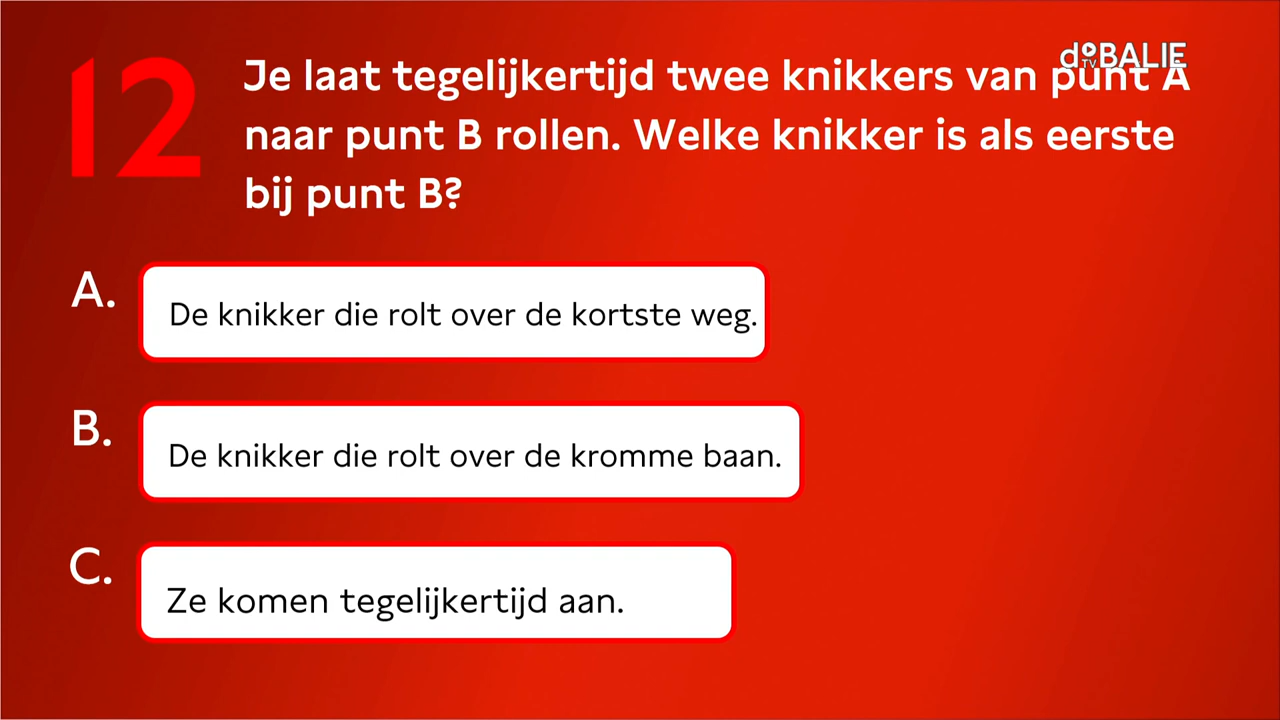 12
Je laat tegelijkertijd twee knikkers van punt A
naar punt B rollen. Welke knikker is als eerste
bij punt B?
de BALIE
TV
A.
De knikker die rolt over de kortste weg.
B.
De knikker die rolt over de kromme baan.
C.
Ze komen tegelijkertijd aan.